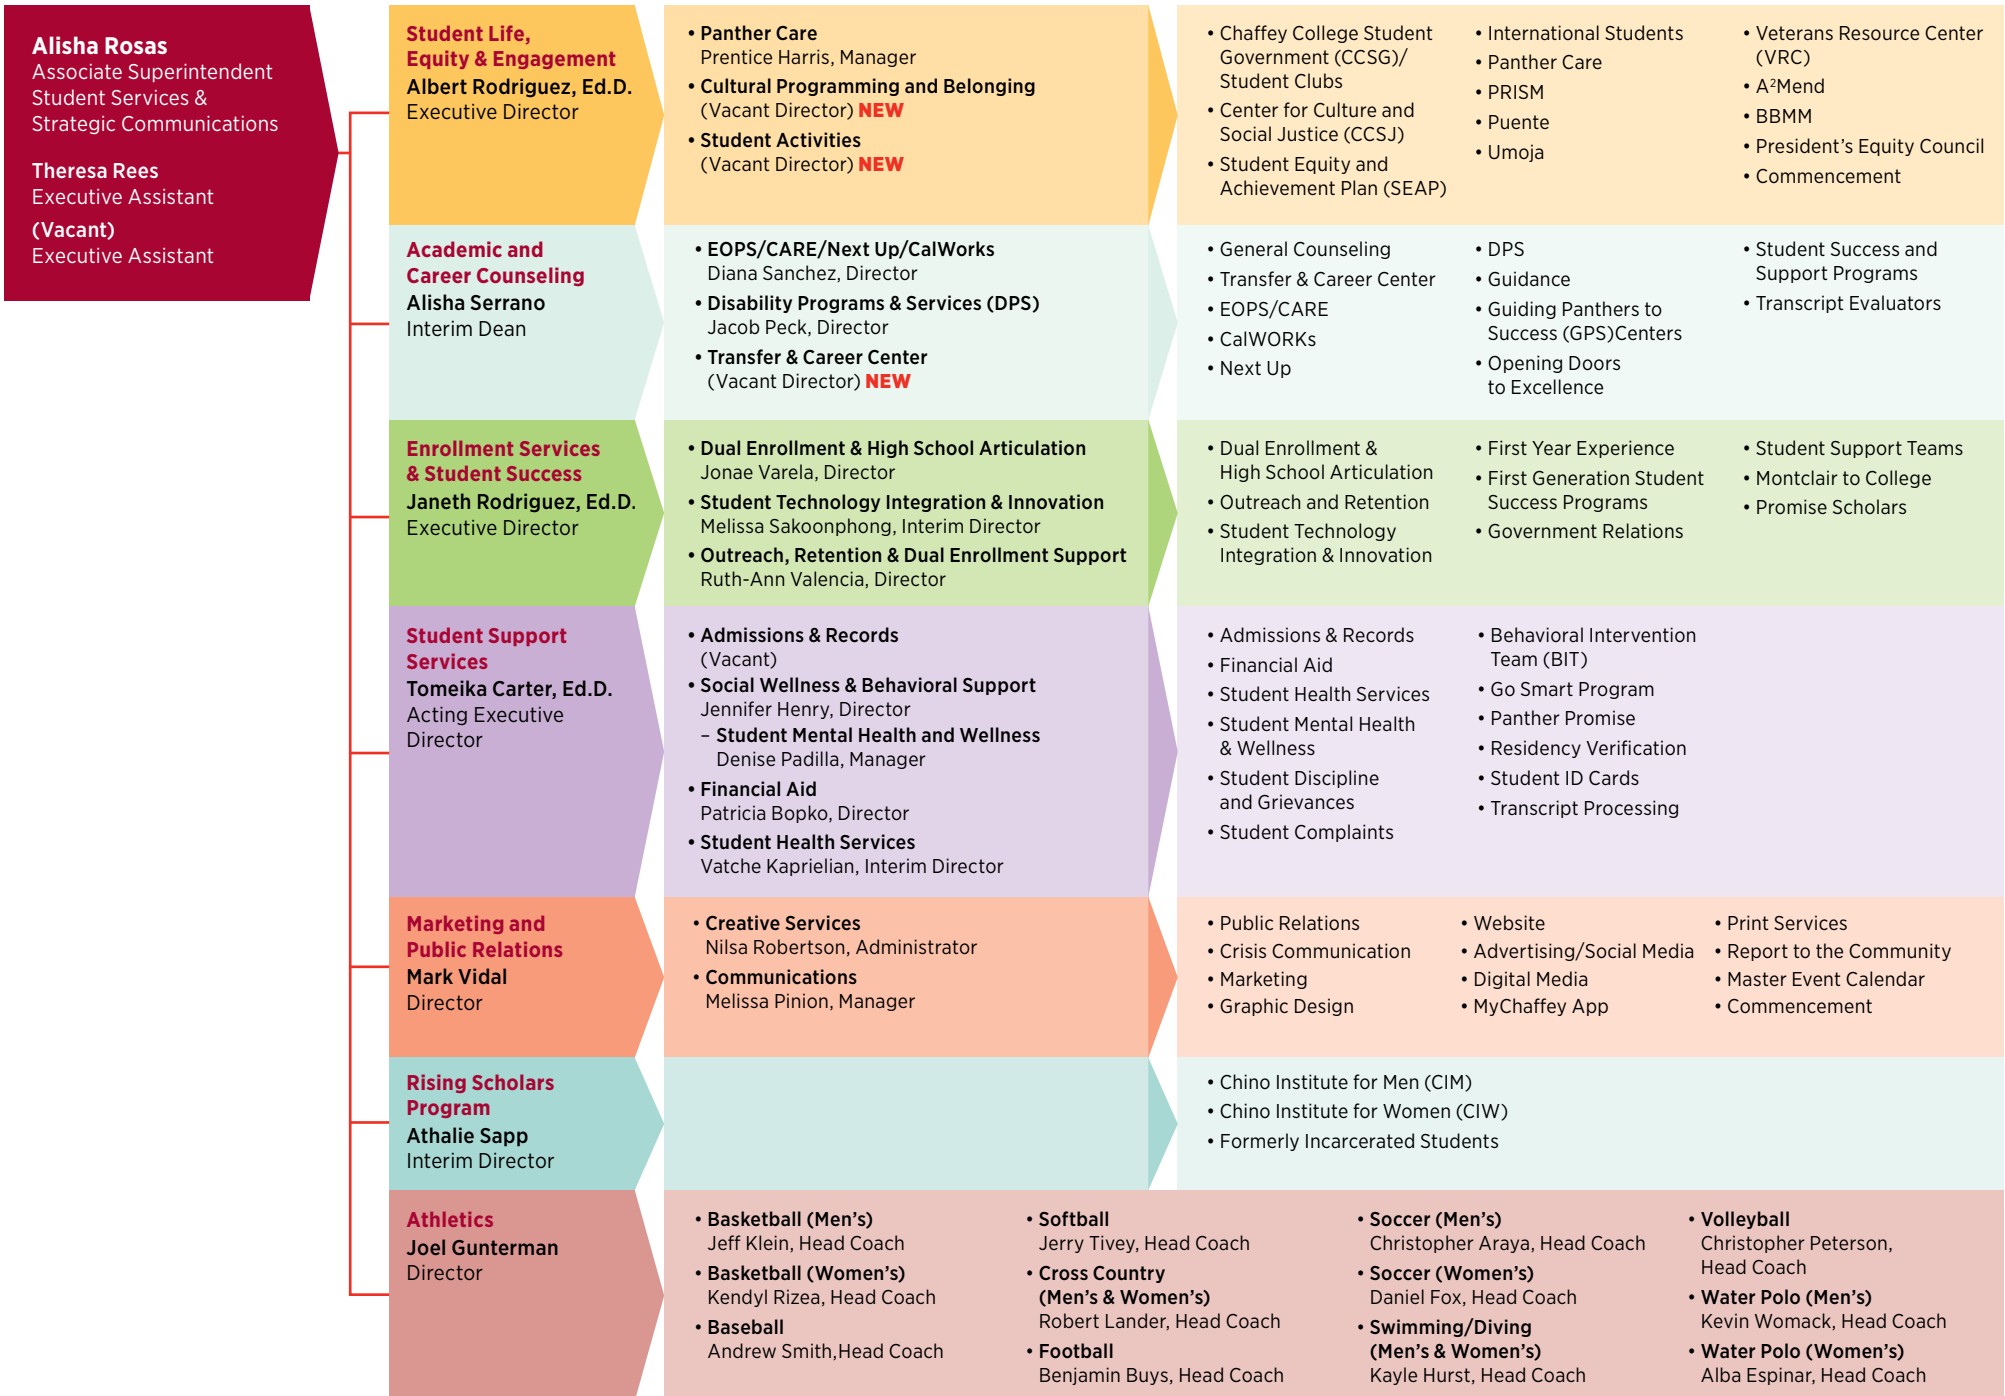 Alisha Rosas
Associate Superintendent
Student Services &
Strategic Communications
Theresa Rees
Executive Assistant
(Vacant)
Executive Assistant
Student Life,
Equity & Engagement
Albert Rodriguez, Ed.D.
Executive Director
• Panther Care
Prentice Harris, Manager
• Cultural Programming and Belonging
(Vacant Director) NEW
• Student Activities
(Vacant Director) NEW
• Chaffey College Student
Government (CCSG)/
Student Clubs
• Center for Culture and
Social Justice (CCSJ)
• Student Equity and
Achievement Plan (SEAP)
• International Students
• Panther Care
• PRISM
• Puente
• Umoja
• Veterans Resource Center
(VRC)
• A²Mend
• BBMM
• President’s Equity Council
• Commencement
Academic and
Career Counseling
Alisha Serrano
Interim Dean
• EOPS/CARE/Next Up/CalWorks
Diana Sanchez, Director
• Disability Programs & Services (DPS)
Jacob Peck, Director
• Transfer & Career Center
(Vacant Director) NEW
• General Counseling
• Transfer & Career Center
• EOPS/CARE
• CalWORKs
• Next Up
• DPS
• Guidance
• Guiding Panthers to
Success (GPS)Centers
• Opening Doors
to Excellence
• Student Success and
Support Programs
• Transcript Evaluators
Enrollment Services
& Student Success
Janeth Rodriguez, Ed.D.
Executive Director
• Dual Enrollment & High School Articulation
Jonae Varela, Director
• Student Technology Integration & Innovation
Melissa Sakoonphong, Interim Director
• Outreach, Retention & Dual Enrollment Support
Ruth-Ann Valencia, Director
• Dual Enrollment &
High School Articulation
• Outreach and Retention
• Student Technology
Integration & Innovation
• First Year Experience
• First Generation Student
Success Programs
• Government Relations
• Student Support Teams
• Montclair to College
• Promise Scholars
Student Support
Services
Tomeika Carter, Ed.D.
Acting Executive
Director
• Admissions & Records
(Vacant)
• Social Wellness & Behavioral Support
Jennifer Henry, Director
– Student Mental Health and Wellness
Denise Padilla, Manager
• Financial Aid
Patricia Bopko, Director
• Student Health Services
Vatche Kaprielian, Interim Director
• Admissions & Records
• Financial Aid
• Student Health Services
• Student Mental Health
& Wellness
• Student Discipline
and Grievances
• Student Complaints
• Behavioral Intervention
Team (BIT)
• Go Smart Program
• Panther Promise
• Residency Verification
• Student ID Cards
• Transcript Processing
Marketing and
Public Relations
Mark Vidal
Director
• Creative Services
Nilsa Robertson, Administrator
• Communications
Melissa Pinion, Manager
• Public Relations
• Crisis Communication
• Marketing
• Graphic Design
• Website
• Advertising/Social Media
• Digital Media
• MyChaffey App
• Print Services
• Report to the Community
• Master Event Calendar
• Commencement
Rising Scholars
Program
Athalie Sapp
Interim Director
• Chino Institute for Men (CIM)
• Chino Institute for Women (CIW)
• Formerly Incarcerated Students
Athletics
Joel Gunterman
Director
• Basketball (Men’s)
Jeff Klein, Head Coach
• Basketball (Women’s)
Kendyl Rizea, Head Coach
• Baseball
Andrew Smith,Head Coach
• Softball
Jerry Tivey, Head Coach
• Cross Country
(Men’s & Women’s)
Robert Lander, Head Coach
• Football
Benjamin Buys, Head Coach
• Soccer (Men’s)
Christopher Araya, Head Coach
• Soccer (Women’s)
Daniel Fox, Head Coach
• Swimming/Diving
(Men’s & Women’s)
Kayle Hurst, Head Coach
• Volleyball
Christopher Peterson,
Head Coach
• Water Polo (Men’s)
Kevin Womack, Head Coach
• Water Polo (Women’s)
Alba Espinar, Head Coach